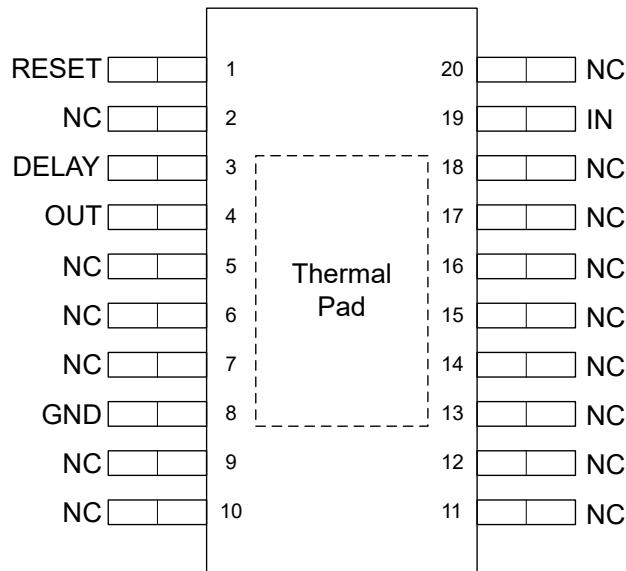 RESET 1 20 NC
NC 2 19 IN
DELAY 3 18 NC
OUT 4 17 NC
NC 5 16 NC
Thermal
Pad
NC 6 15 NC
NC 7 14 NC
GND 8 13 NC
NC 9 12 NC
NC 10 11 NC